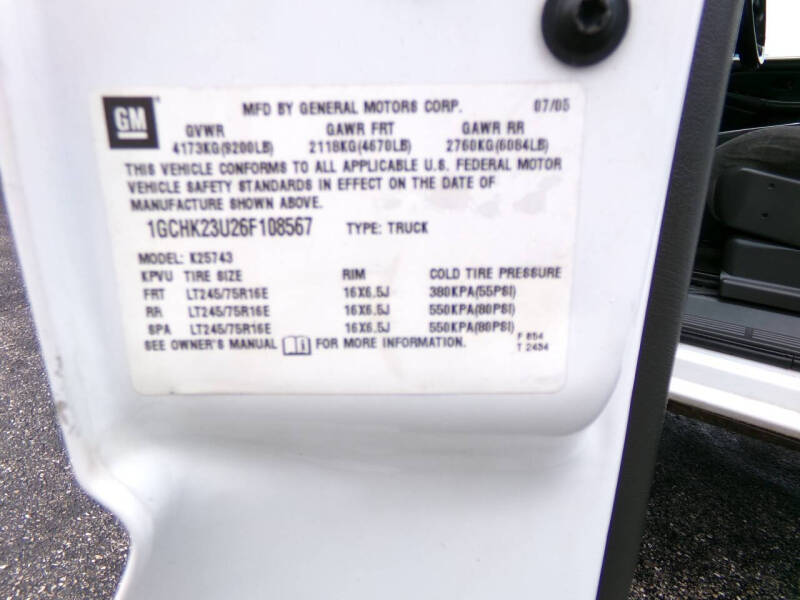 GM MFD BY GENERAL MOTORS CORP. 07/05
GVWR GAWR FRT GAWR RR
4173KG(9200LB) 2118KG(4670LB) 2760KG(6084LB)
THIS VEHICLE CONFORMS TO ALL APPLICABLE U.S. FEDERAL MOTOR
VEHICLE SAFETY STANDARDS IN EFFECT ON THE DATE OF
MANUFACTURE SHOWN ABOVE.
1GCHK23U26F108567 TYPE: TRUCK
MODEL: K25743
KPVU TIRE SIZE RIM COLD TIRE PRESSURE
FRT LT245/75R16E 16X6.5J 380KPA(55PSI)
RR LT245/75R16E 16X6.5J 550KPA(80PSI)
SPA LT245/75R16E 16X6.5J 550KPA(80PSI)
SEE OWNER'S MANUAL FOR MORE INFORMATION.
F 854
T 2434